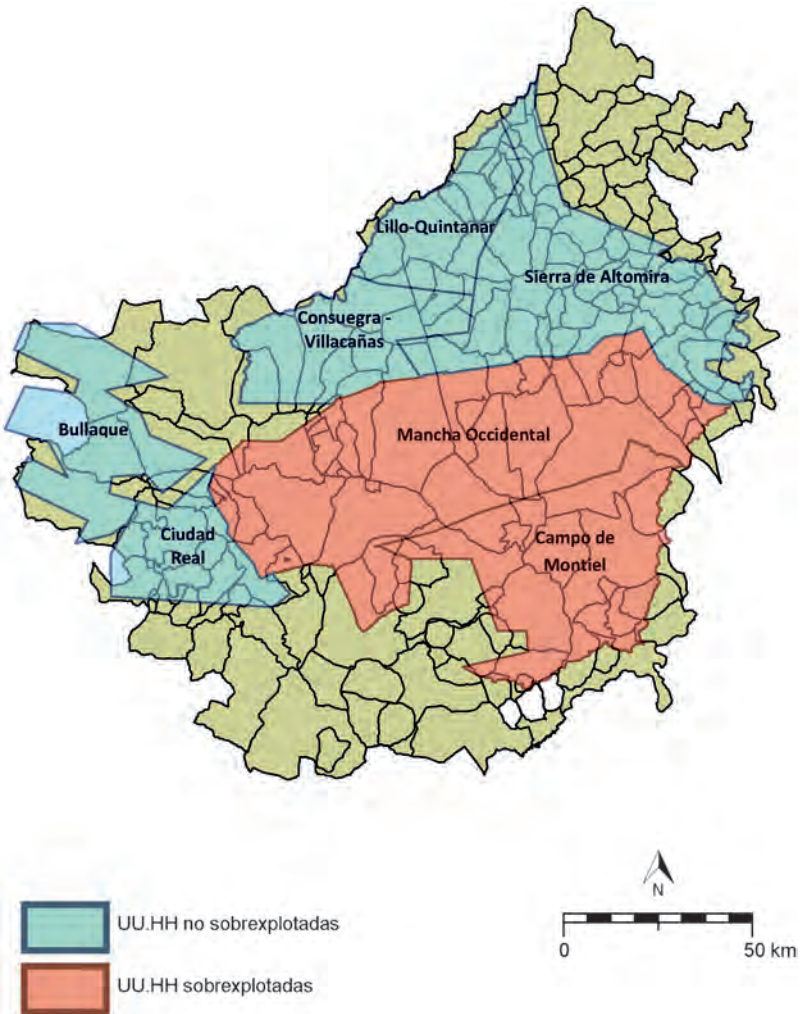 Lillo-Quintanar
Sierra de Altomira
Consuegra -
Villacañas
Bullaque
Mancha Occidental
Ciudad
Real
Campo de
Montiel
UU.HH no sobrexplotadas
UU.HH sobrexplotadas
N
0 50 km